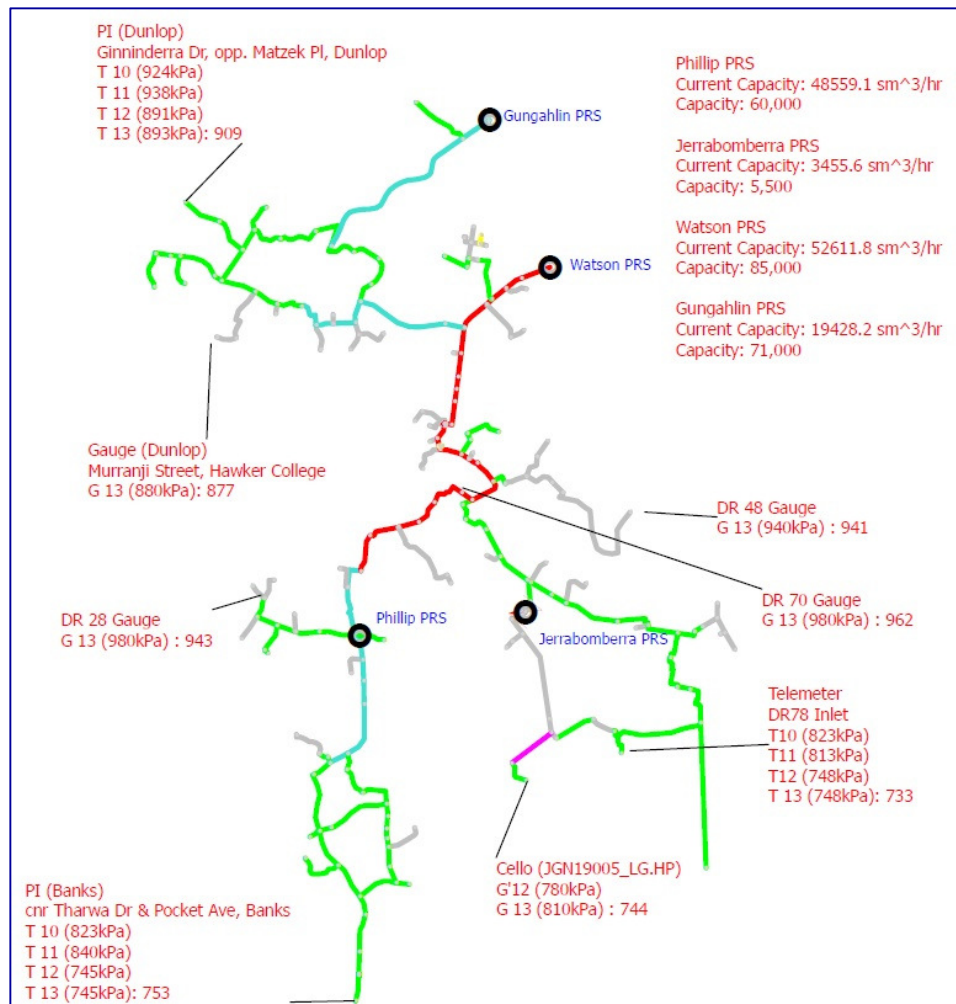 PI (Dunlop)
Ginninderra Dr, opp. Matzek Pl, Dunlop
T 10 (924kPa)
T 11 (938kPa)
T 12 (891kPa)
T 13 (893kPa): 909
Phillip PRS
Current Capacity: 48559.1 sm^3/hr
Capacity: 60,000
Gungahlin PRS
Jerrabomberra PRS
Current Capacity: 3455.6 sm^3/hr
Capacity: 5,500
Watson PRS
Watson PRS
Current Capacity: 52611.8 sm^3/hr
Capacity: 85,000
Gungahlin PRS
Current Capacity: 19428.2 sm^3/hr
Capacity: 71,000
Gauge (Dunlop)
Murranji Street, Hawker College
G 13 (880kPa): 877
DR 48 Gauge
G 13 (940kPa) : 941
DR 28 Gauge
G 13 (980kPa) : 943
Phillip PRS
DR 70 Gauge
G 13 (980kPa) : 962
Jerrabomberra PRS
Telemeter
DR78 Inlet
T10 (823kPa)
T11 (813kPa)
T12 (748kPa)
T 13 (748kPa): 733
Cello (JGN19005_LG.HP)
G'12 (780kPa)
G 13 (810kPa) : 744
PI (Banks)
cnr Tharwa Dr & Pocket Ave, Banks
T 10 (823kPa)
T 11 (840kPa)
T 12 (745kPa)
T 13 (745kPa): 753